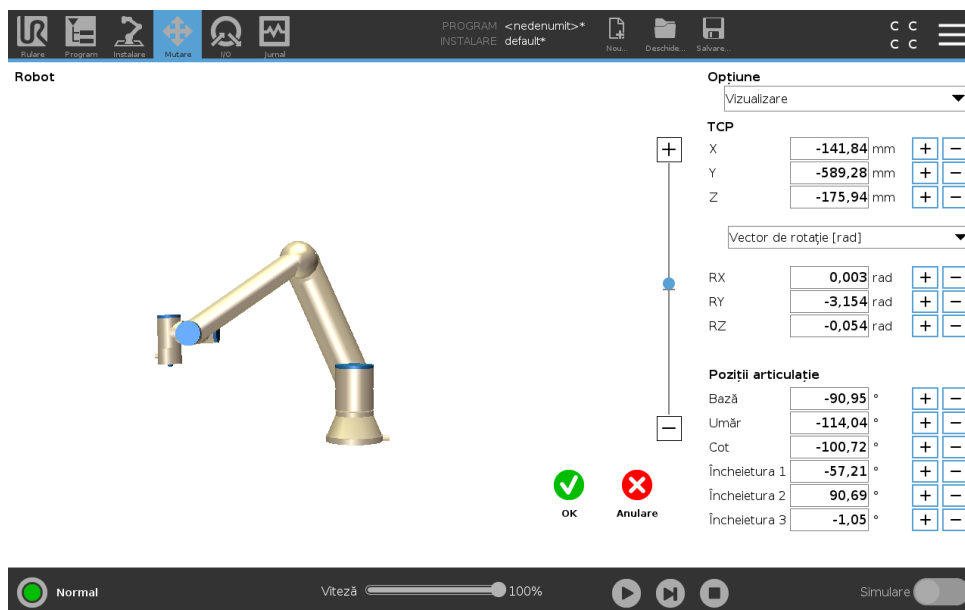 Rulare Program Instalare Mutare I/O Jurnal
PROGRAM <nedenumit>*
INSTALARE default*
Nou... Deschide... Salvare...
C C
C C
Robot
Opțiune
Vizualizare
TCP
X -141,84 mm + −
Y -589,28 mm + −
Z -175,94 mm + −
Vector de rotație [rad]
RX 0,003 rad + −
RY -3,154 rad + −
RZ -0,054 rad + −
Poziții articulație
Bază -90,95 ° + −
Umăr -114,04 ° + −
Cot -100,72 ° + −
Încheietura 1 -57,21 ° + −
Încheietura 2 90,69 ° + −
Încheietura 3 -1,05 ° + −
+
−
OK Anulare
Normal Viteză 100% Simulare